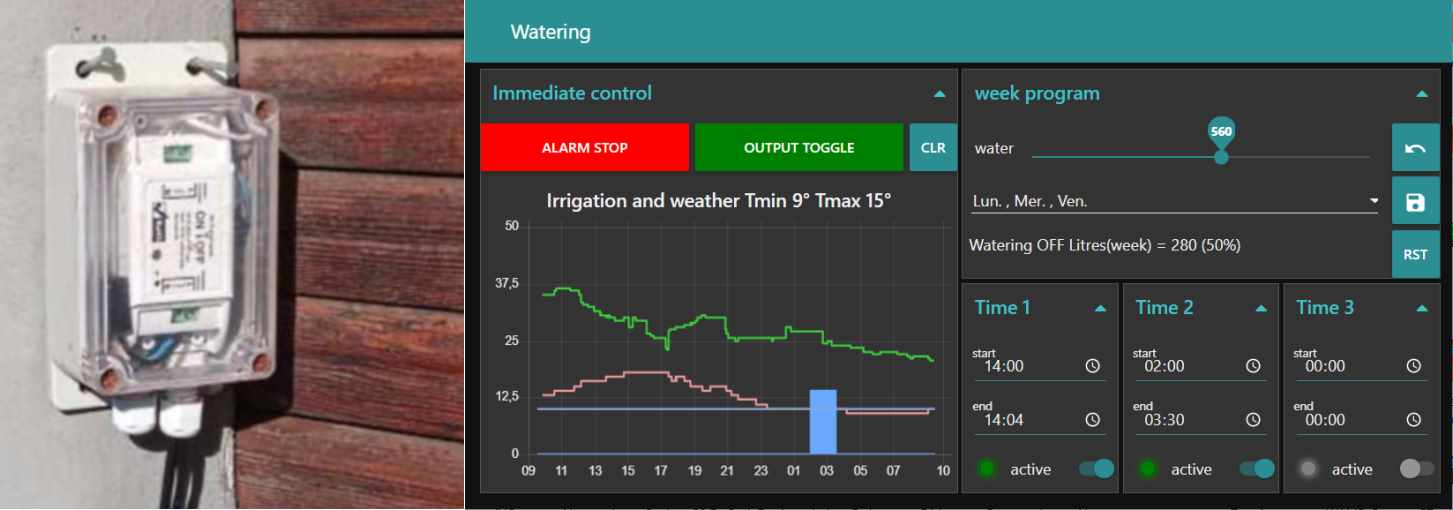 ON / OFF
Watering
Immediate control
ALARM STOP
OUTPUT TOGGLE
CLR
Irrigation and weather Tmin 9° Tmax 15°
50
37,5
25
12,5
0
09 11 13 15 17 19 21 23 01 03 05 07 10
week program
560
water
Lun. , Mer. , Ven.
Watering OFF Litres(week) = 280 (50%)
RST
Time 1
start
14:00
end
14:04
active
Time 2
start
02:00
end
03:30
active
Time 3
start
00:00
end
00:00
active